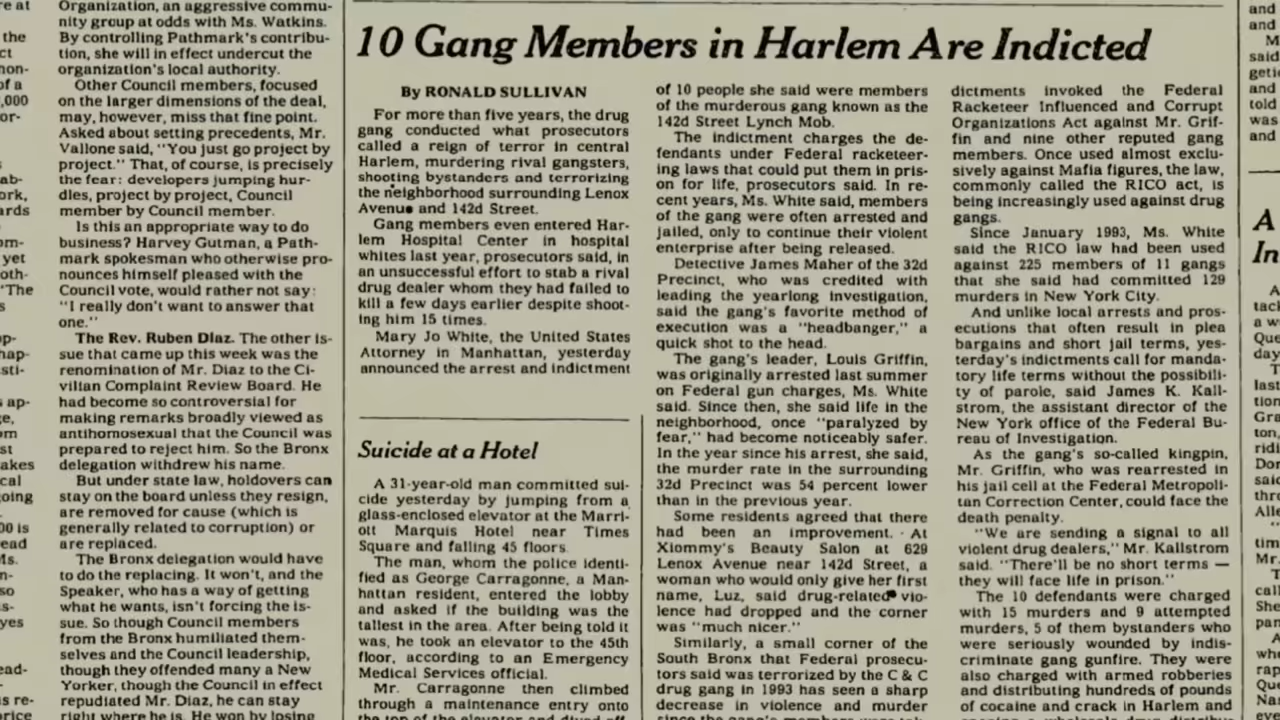 Organization, an aggressive commu-
nity group at odds with Ms. Watkins.
By controlling Pathmark's contribu-
tion, she will in effect undercut the
organization's local authority.
Other Council members, focused
on the larger dimensions of the deal,
may, however, miss that fine point.
Asked about setting precedents, Mr.
Vallone said, "You just go project by
project." That, of course, is precisely
the fear: developers jumping hur-
dles, project by project, Council
member by Council member.
Is this an appropriate way to do
business? Harvey Gutman, a Path-
mark spokesman who otherwise pro-
nounces himself pleased with the
Council vote, would rather not say:
"I really don't want to answer that
one."
The Rev. Ruben Diaz. The other is-
sue that came up this week was the
renomination of Mr. Diaz to the Ci-
vilian Complaint Review Board. He
had become so controversial for
making remarks broadly viewed as
antihomosexual that the Council was
prepared to reject him. So the Bronx
delegation withdrew his name.
But under state law, holdovers can
stay on the board unless they resign,
are removed for cause (which is
generally related to corruption) or
are replaced.
The Bronx delegation would have
to do the replacing. It won't, and the
Speaker, who has a way of getting
what he wants, isn't forcing the is-
sue. So though Council members
from the Bronx humiliated them-
selves and the Council leadership,
though they offended many a New
Yorker, though the Council in effect
repudiated Mr. Diaz, he can stay
right where he is. He won by losing
10 Gang Members in Harlem Are Indicted
By RONALD SULLIVAN
For more than five years, the drug
gang conducted what prosecutors
called a reign of terror in central
Harlem, murdering rival gangsters,
shooting bystanders and terrorizing
the neighborhood surrounding Lenox
Avenue and 142d Street.
Gang members even entered Har-
lem Hospital Center in hospital
whites last year, prosecutors said, in
an unsuccessful effort to stab a rival
drug dealer whom they had failed to
kill a few days earlier despite shoot-
ing him 15 times.
Mary Jo White, the United States
Attorney in Manhattan, yesterday
announced the arrest and indictment
of 10 people she said were members
of the murderous gang known as the
142d Street Lynch Mob.
The indictment charges the de-
fendants under Federal racketeer-
ing laws that could put them in pris-
on for life, prosecutors said. In re-
cent years, Ms. White said, members
of the gang were often arrested and
jailed, only to continue their violent
enterprise after being released.
Detective James Maher of the 32d
Precinct, who was credited with
leading the yearlong investigation,
said the gang's favorite method of
execution was a "headbanger," a
quick shot to the head.
The gang's leader, Louis Griffin,
was originally arrested last summer
on Federal gun charges, Ms. White
said. Since then, she said life in the
neighborhood, once "paralyzed by
fear," had become noticeably safer.
In the year since his arrest, she said,
the murder rate in the surrounding
32d Precinct was 54 percent lower
than in the previous year.
Some residents agreed that there
had been an improvement. At
Xiommy's Beauty Salon at 629
Lenox Avenue near 142d Street, a
woman who would only give her first
name, Luz, said drug-related vio-
lence had dropped and the corner
was "much nicer."
Similarly, a small corner of the
South Bronx that Federal prosecu-
tors said was terrorized by the C & C
drug gang in 1993 has seen a sharp
decrease in violence and murder
dictments invoked the Federal
Racketeer Influenced and Corrupt
Organizations Act against Mr. Grif-
fin and nine other reputed gang
members. Once used almost exclu-
sively against Mafia figures, the law,
commonly called the RICO act, is
being increasingly used against drug
gangs.
Since January 1993, Ms. White
said the RICO law had been used
against 225 members of 11 gangs
that she said had committed 129
murders in New York City.
And unlike local arrests and pros-
ecutions that often result in plea
bargains and short jail terms, yes-
terday's indictments call for manda-
tory life terms without the possibili-
ty of parole, said James K. Kall-
strom, the assistant director of the
New York office of the Federal Bu-
reau of Investigation.
As the gang's so-called kingpin,
Mr. Griffin, who was rearrested in
his jail cell at the Federal Metropoli-
tan Correction Center, could face the
death penalty.
"We are sending a signal to all
violent drug dealers," Mr. Kallstrom
said. "There'll be no short terms —
they will face life in prison."
The 10 defendants were charged
with 15 murders and 9 attempted
murders, 5 of them bystanders who
were seriously wounded by indis-
criminate gang gunfire. They were
also charged with armed robberies
and distributing hundreds of pounds
of cocaine and crack in Harlem and
Suicide at a Hotel
A 31-year-old man committed sui-
cide yesterday by jumping from a
glass-enclosed elevator at the Marri-
ott Marquis Hotel near Times
Square and falling 45 floors.
The man, whom the police identi-
fied as George Carragonne, a Man-
hattan resident, entered the lobby
and asked if the building was the
tallest in the area. After being told it
was, he took an elevator to the 45th
floor, according to an Emergency
Medical Services official.
Mr. Carragonne then climbed
through a maintenance entry onto